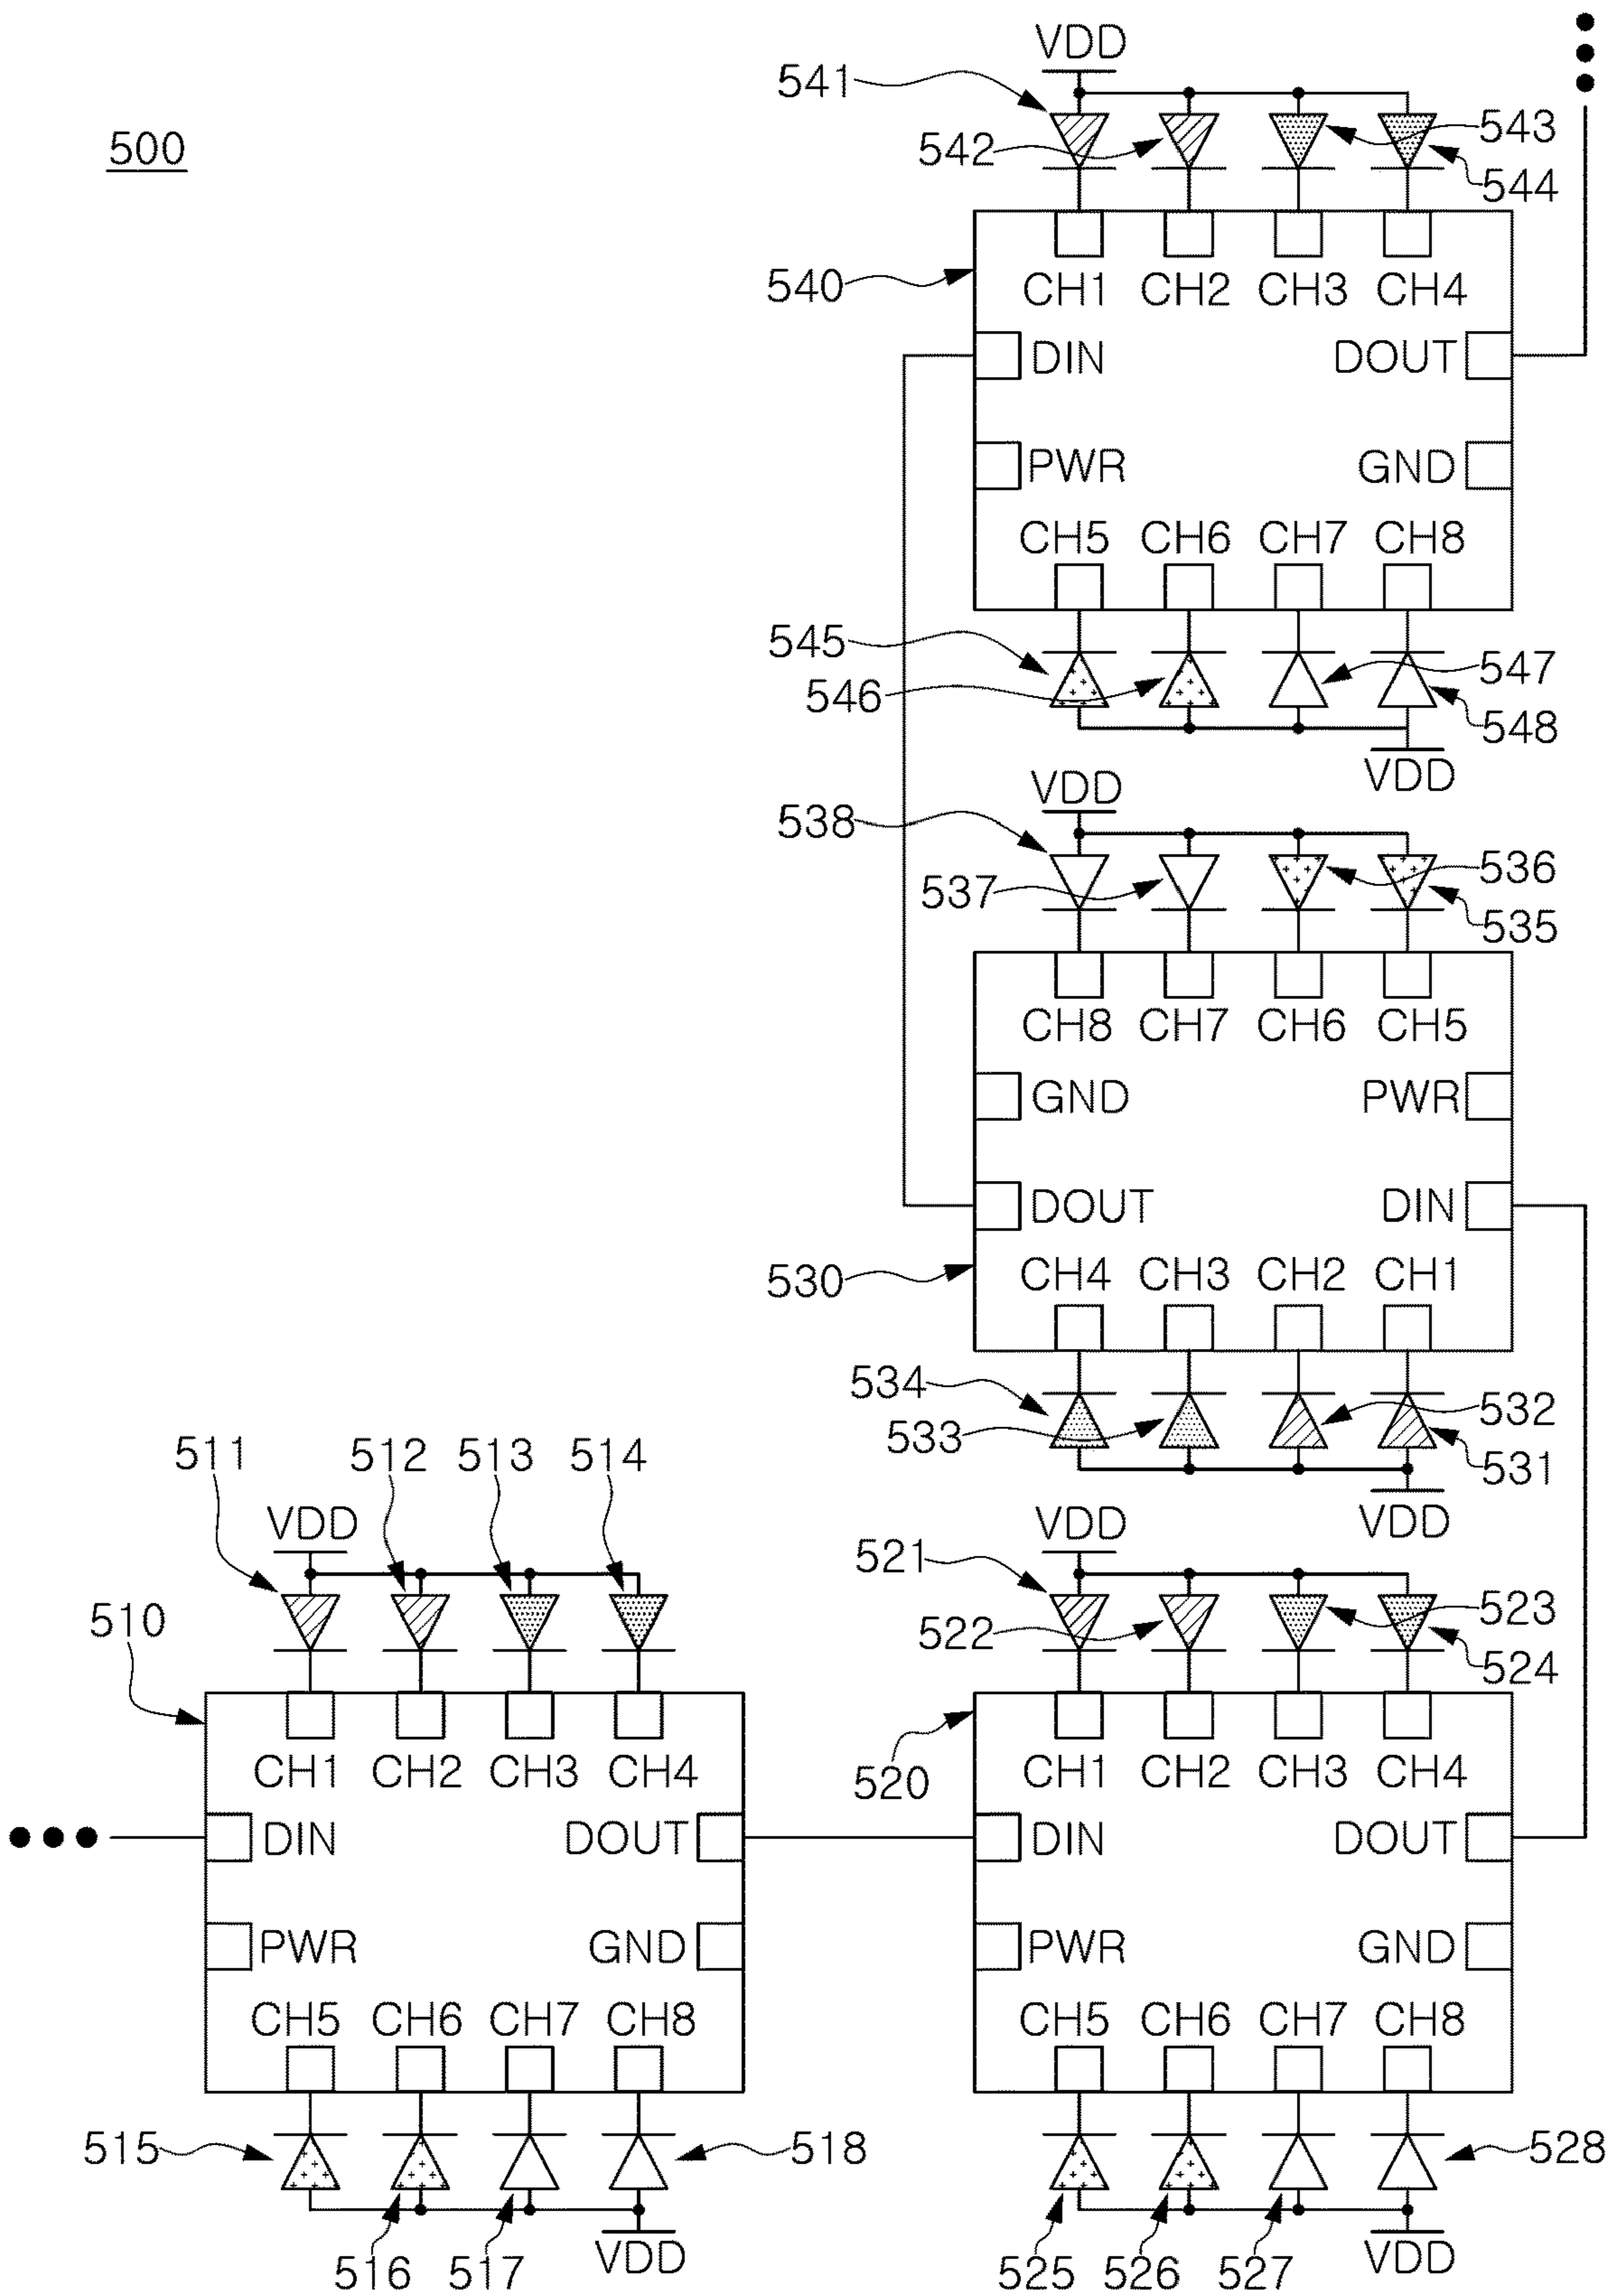 500
VDD
541
542
543
544
540
CH1 CH2 CH3 CH4
DIN DOUT
PWR GND
CH5 CH6 CH7 CH8
545
546
547
548
VDD
VDD
538
537
536
535
CH8 CH7 CH6 CH5
GND PWR
DOUT DIN
530
CH4 CH3 CH2 CH1
534
533
532
531
VDD
511 512 513 514
VDD
510
CH1 CH2 CH3 CH4
DIN DOUT
PWR GND
CH5 CH6 CH7 CH8
515
516
517
518
VDD
VDD
521
522
523
524
520
CH1 CH2 CH3 CH4
DIN DOUT
PWR GND
CH5 CH6 CH7 CH8
525 526 527
528
VDD